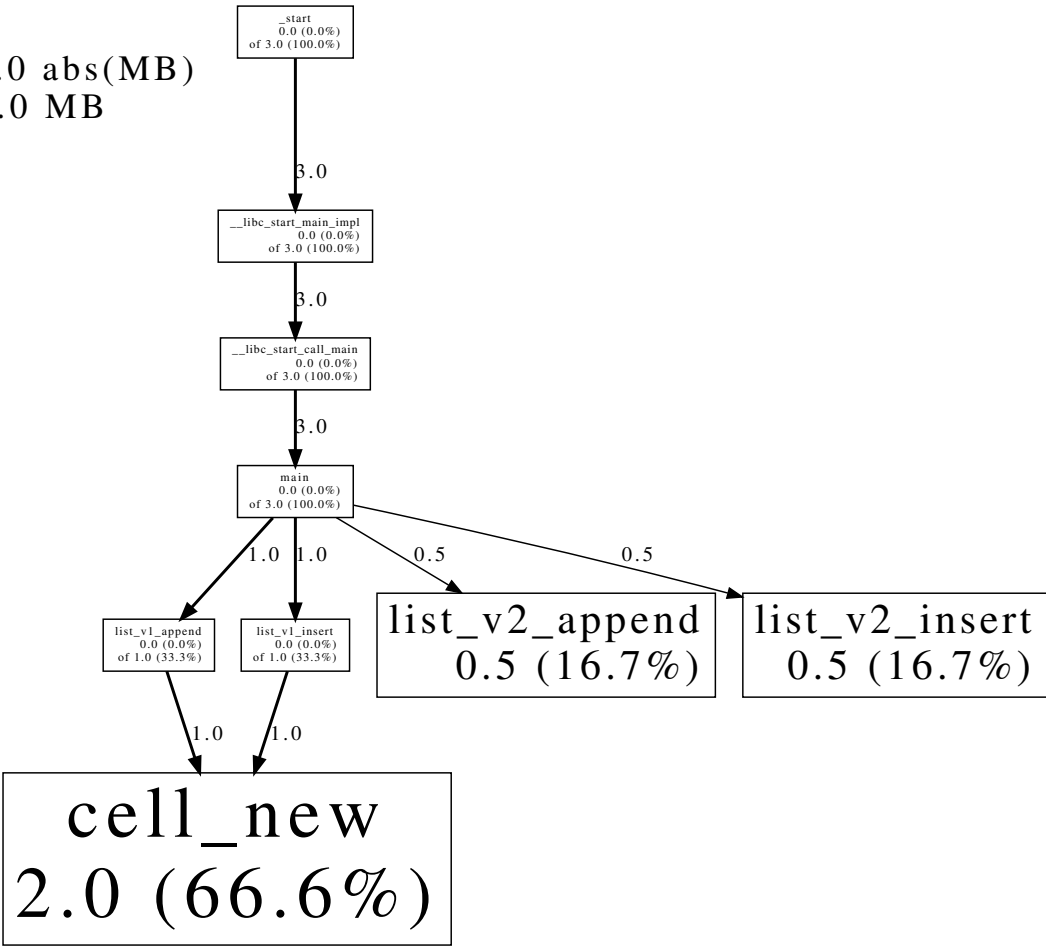 _start
0.0 (0.0%)
of 3.0 (100.0%)
.0 abs(MB)
.0 MB
3.0
__libc_start_main_impl
0.0 (0.0%)
of 3.0 (100.0%)
3.0
__libc_start_call_main
0.0 (0.0%)
of 3.0 (100.0%)
3.0
main
0.0 (0.0%)
of 3.0 (100.0%)
1.0
1.0
0.5
0.5
list_v1_append
0.0 (0.0%)
of 1.0 (33.3%)
list_v1_insert
0.0 (0.0%)
of 1.0 (33.3%)
list_v2_append
0.5 (16.7%)
list_v2_insert
0.5 (16.7%)
1.0
1.0
cell_new
2.0 (66.6%)